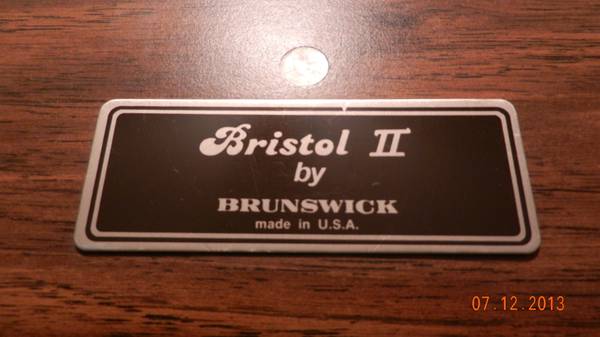 Bristol II
by
BRUNSWICK
made in U.S.A.
07.12.2013